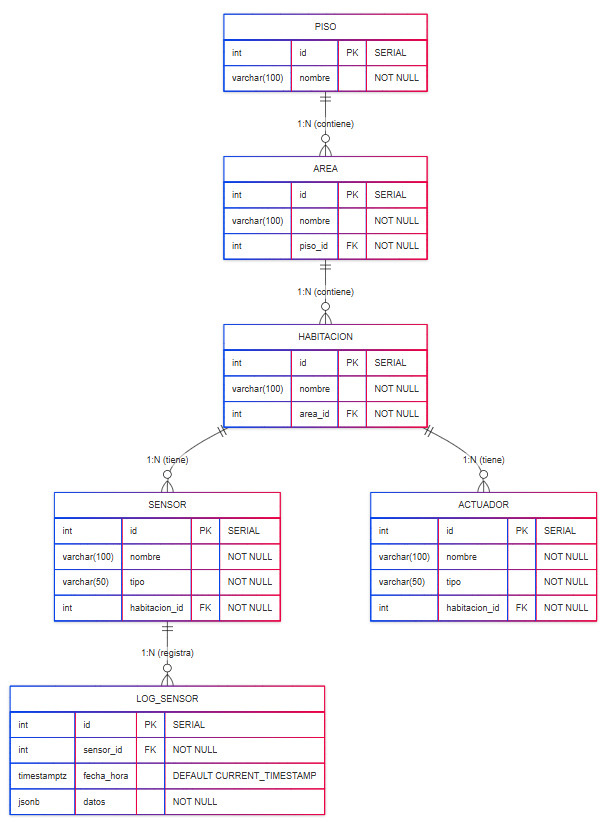 PISO
int id PK SERIAL
varchar(100) nombre NOT NULL
1:N (contiene)
AREA
int id PK SERIAL
varchar(100) nombre NOT NULL
int piso_id FK NOT NULL
1:N (contiene)
HABITACION
int id PK SERIAL
varchar(100) nombre NOT NULL
int area_id FK NOT NULL
1:N (tiene) 1:N (tiene)
SENSOR
int id PK SERIAL
varchar(100) nombre NOT NULL
varchar(50) tipo NOT NULL
int habitacion_id FK NOT NULL
ACTUADOR
int id PK SERIAL
varchar(100) nombre NOT NULL
varchar(50) tipo NOT NULL
int habitacion_id FK NOT NULL
1:N (registra)
LOG_SENSOR
int id PK SERIAL
int sensor_id FK NOT NULL
timestamptz fecha_hora DEFAULT CURRENT_TIMESTAMP
jsonb datos NOT NULL